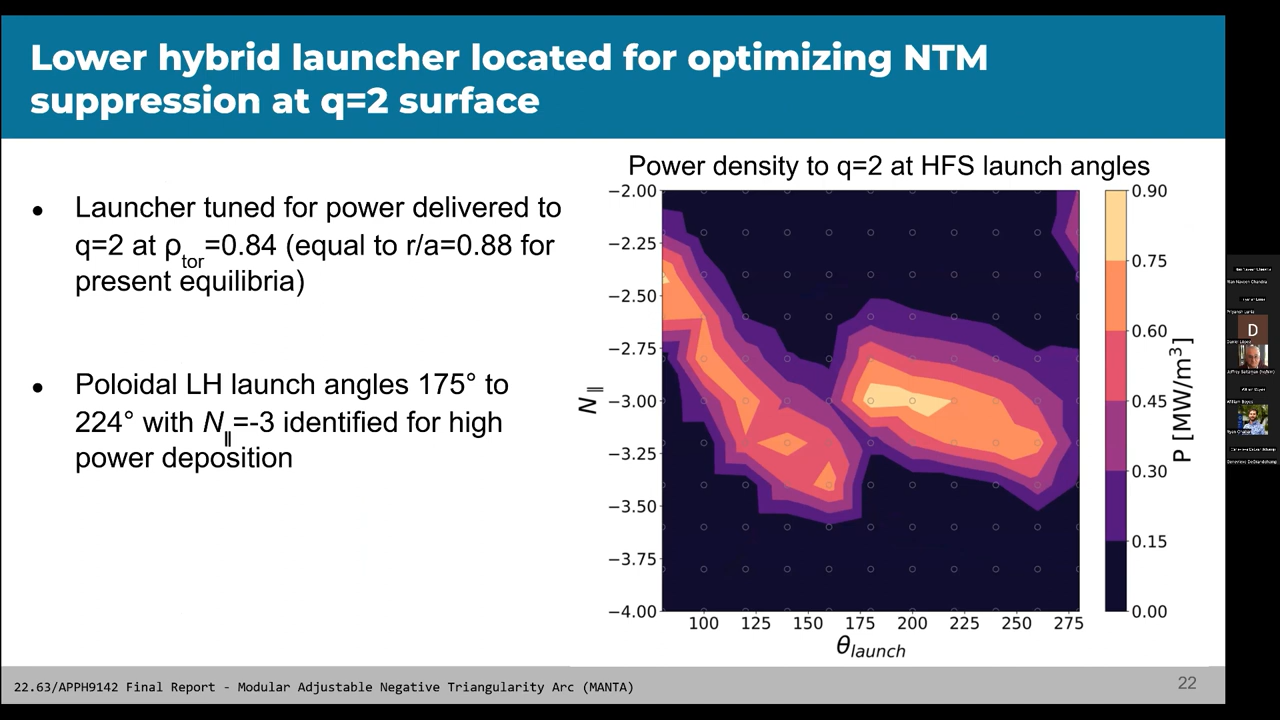 Lower hybrid launcher located for optimizing NTM
suppression at q=2 surface
● Launcher tuned for power delivered to
q=2 at ρtor=0.84 (equal to r/a=0.88 for
present equilibria)
● Poloidal LH launch angles 175° to
224° with N∥=-3 identified for high
power deposition
Power density to q=2 at HFS launch angles
−2.00
−2.25
−2.50
−2.75
−3.00
−3.25
−3.50
−3.75
−4.00
N∥
100 125 150 175 200 225 250 275
θlaunch
0.90
0.75
0.60
0.45
0.30
0.15
0.00
P [MW/m³]
D
22.63/APPH9142 Final Report - Modular Adjustable Negative Triangularity Arc (MANTA)
22